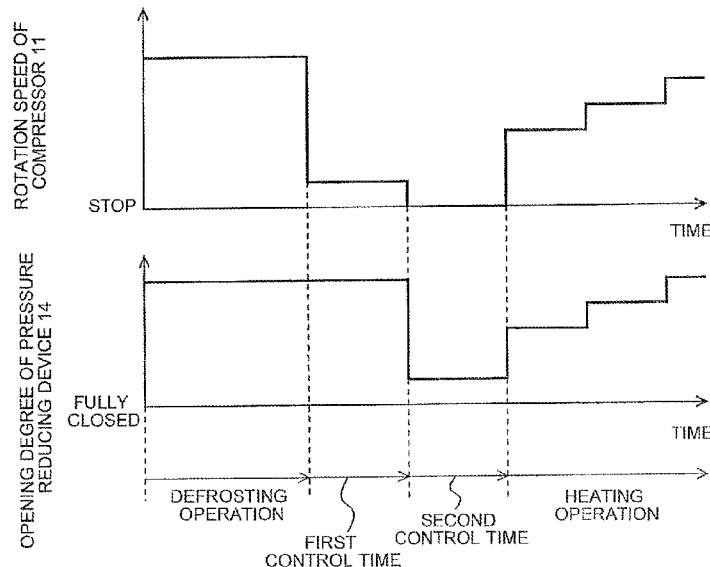 ROTATION SPEED OF
COMPRESSOR 11
STOP
TIME
OPENING DEGREE OF PRESSURE
REDUCING DEVICE 14
FULLY
CLOSED
TIME
DEFROSTING
OPERATION
FIRST
CONTROL TIME
SECOND
CONTROL TIME
HEATING
OPERATION